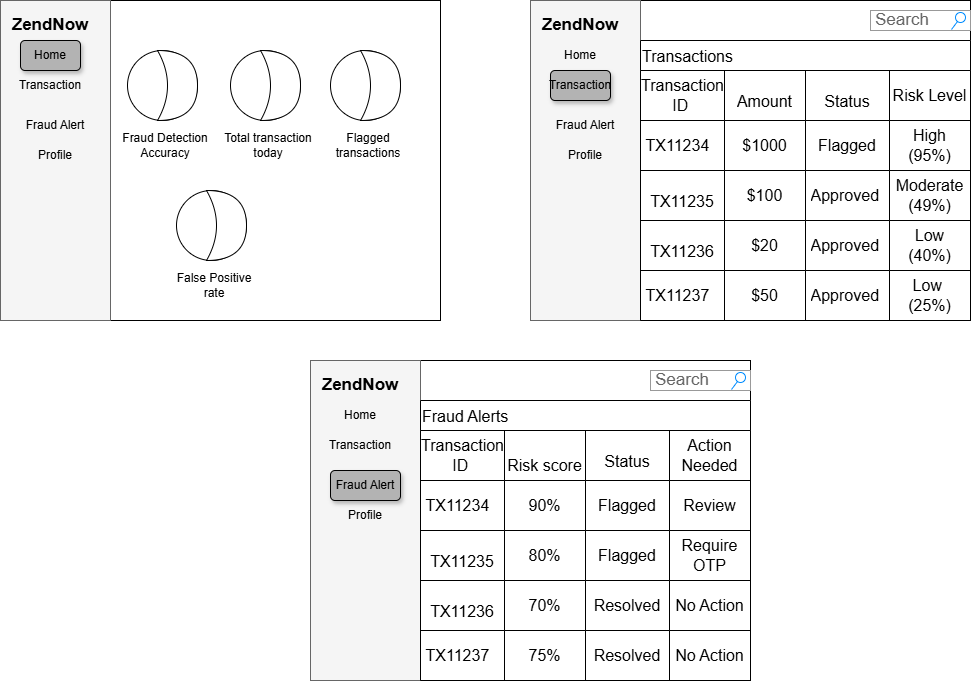 ZendNow
Home
Transaction
Fraud Alert
Profile
Fraud Detection
Accuracy
Total transaction
today
Flagged
transactions
False Positive
rate
ZendNow
Home
Transaction
Fraud Alert
Profile
Search
Transactions
Transaction
ID
Amount
Status
Risk Level
TX11234
$1000
Flagged
High
(95%)
TX11235
$100
Approved
Moderate
(49%)
TX11236
$20
Approved
Low
(40%)
TX11237
$50
Approved
Low
(25%)
ZendNow
Home
Transaction
Fraud Alert
Profile
Search
Fraud Alerts
Transaction
ID
Risk score
Status
Action
Needed
TX11234
90%
Flagged
Review
TX11235
80%
Flagged
Require
OTP
TX11236
70%
Resolved
No Action
TX11237
75%
Resolved
No Action